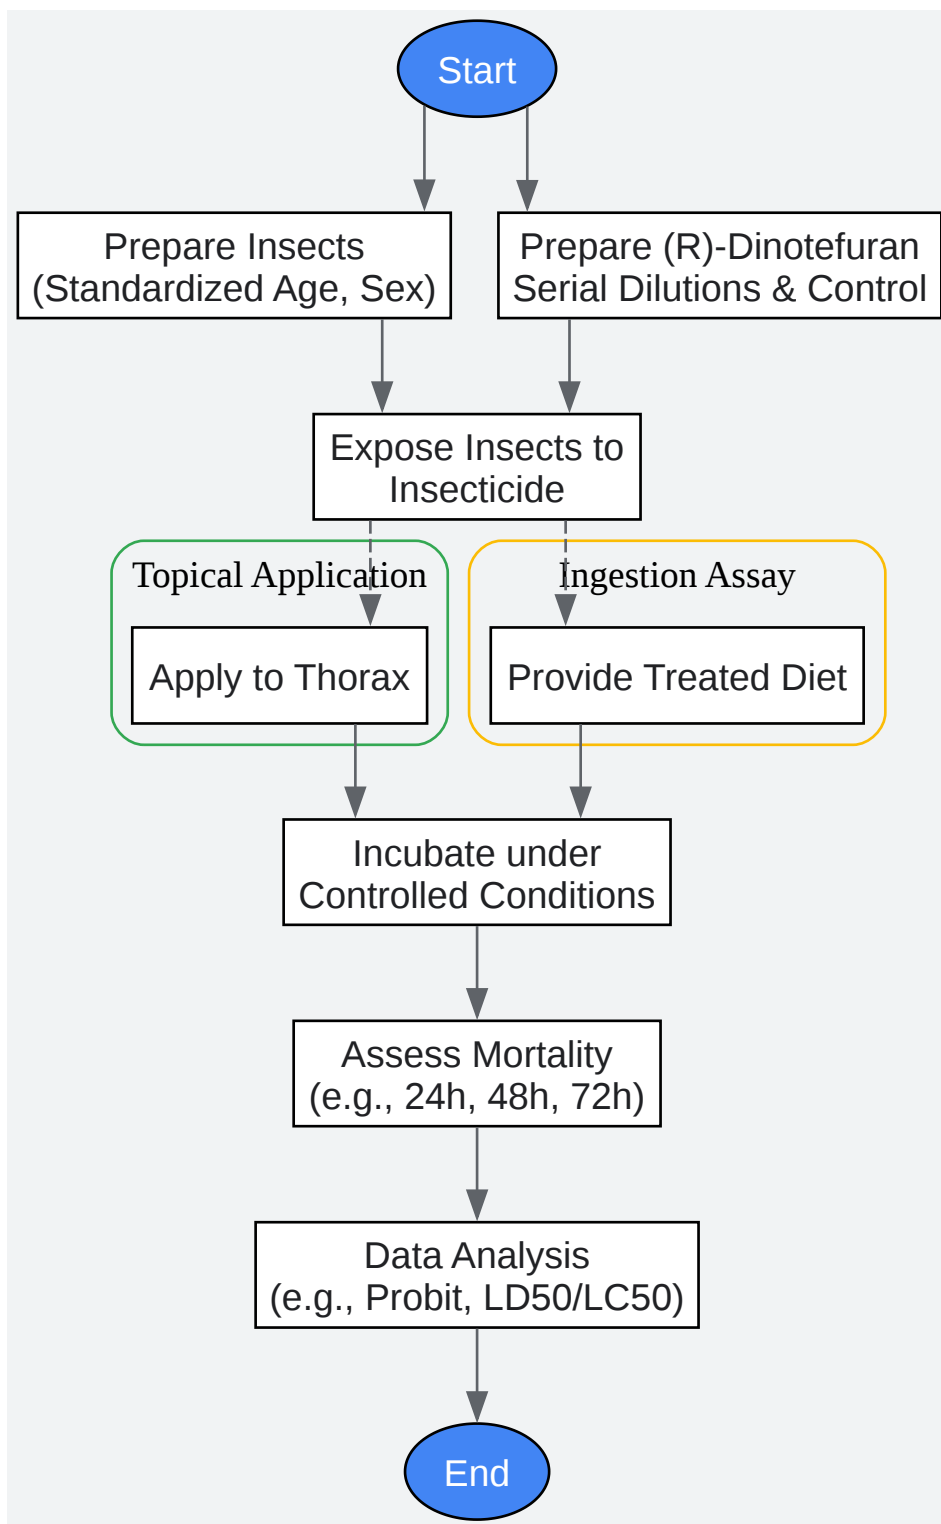 Start
Prepare Insects
(Standardized Age, Sex)
Prepare (R)-Dinotefuran
Serial Dilutions & Control
Expose Insects to
Insecticide
Topical Application
Ingestion Assay
Apply to Thorax
Provide Treated Diet
Incubate under
Controlled Conditions
Assess Mortality
(e.g., 24h, 48h, 72h)
Data Analysis
(e.g., Probit, LD50/LC50)
End